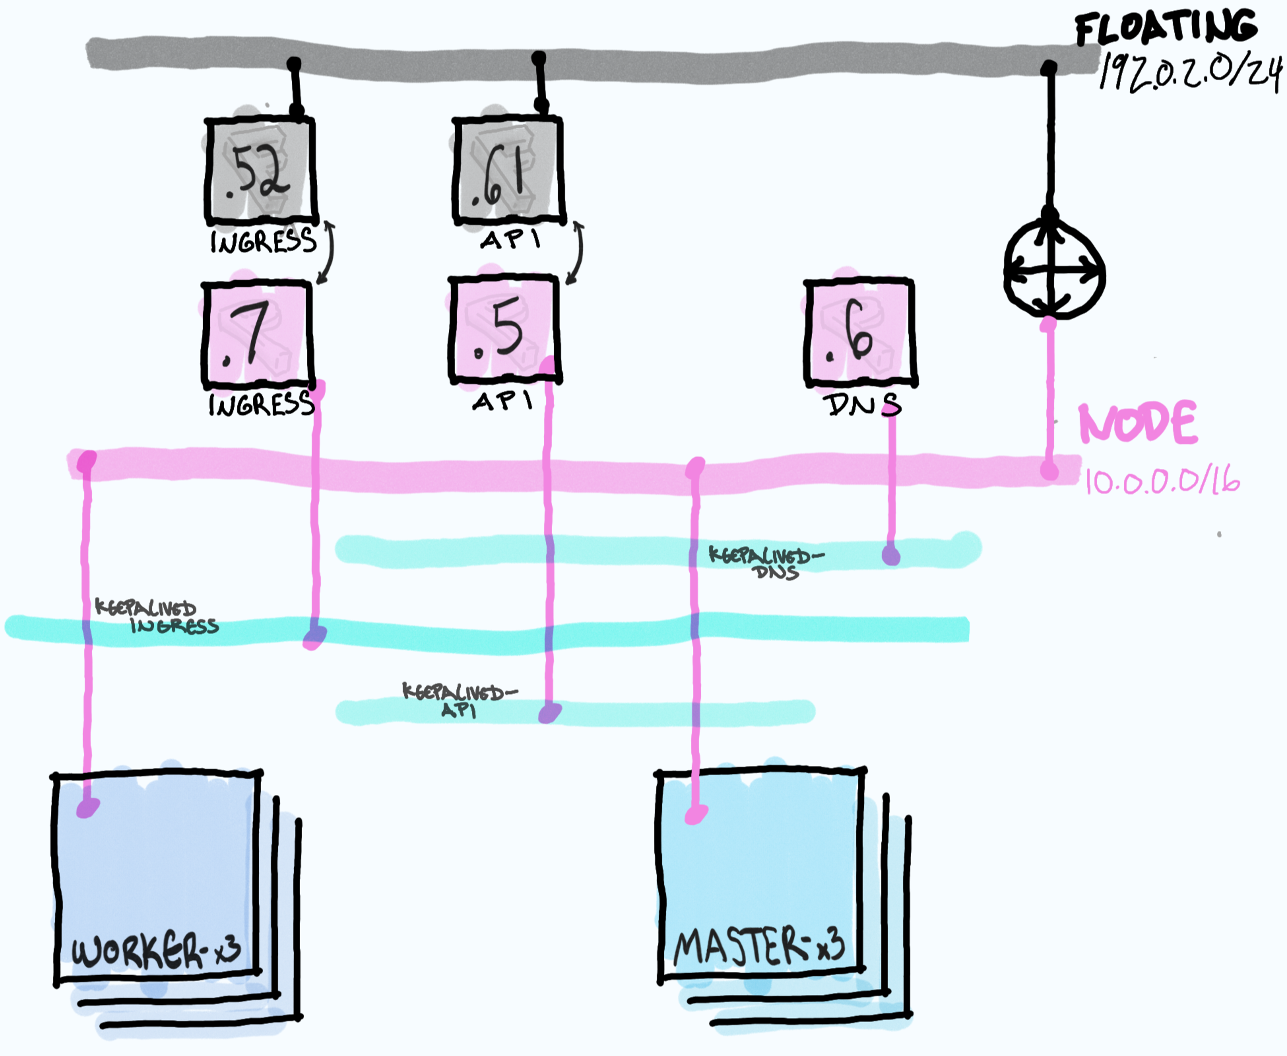 FLOATING
192.0.2.0/24
.52
.61
INGRESS
API
.7
.5
.6
INGRESS
API
DNS
NODE
10.0.0.0/16
KEEPALIVED-
DNS
KEEPALIVED
INGRESS
KEEPALIVED-
API
WORKER-x3
MASTER-x3